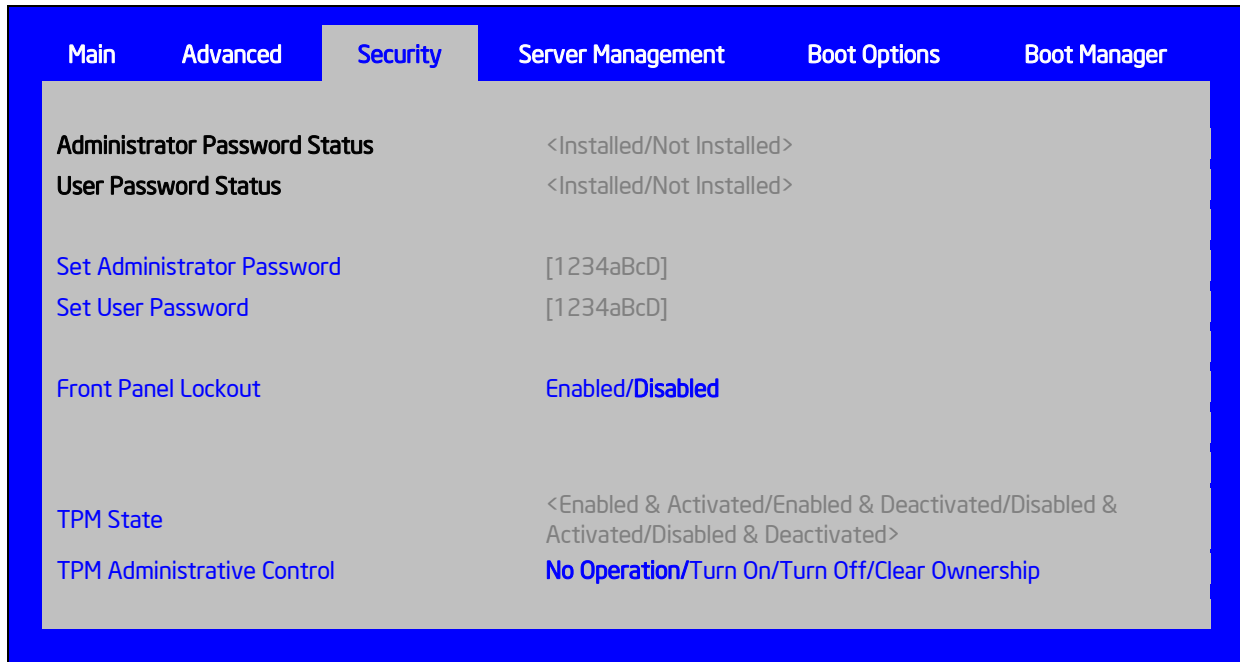 Main Advanced Security Server Management Boot Options Boot Manager
Administrator Password Status <Installed/Not Installed>
User Password Status <Installed/Not Installed>
Set Administrator Password [1234aBcD]
Set User Password [1234aBcD]
Front Panel Lockout Enabled/Disabled
TPM State <Enabled & Activated/Enabled & Deactivated/Disabled &
Activated/Disabled & Deactivated>
TPM Administrative Control No Operation/Turn On/Turn Off/Clear Ownership